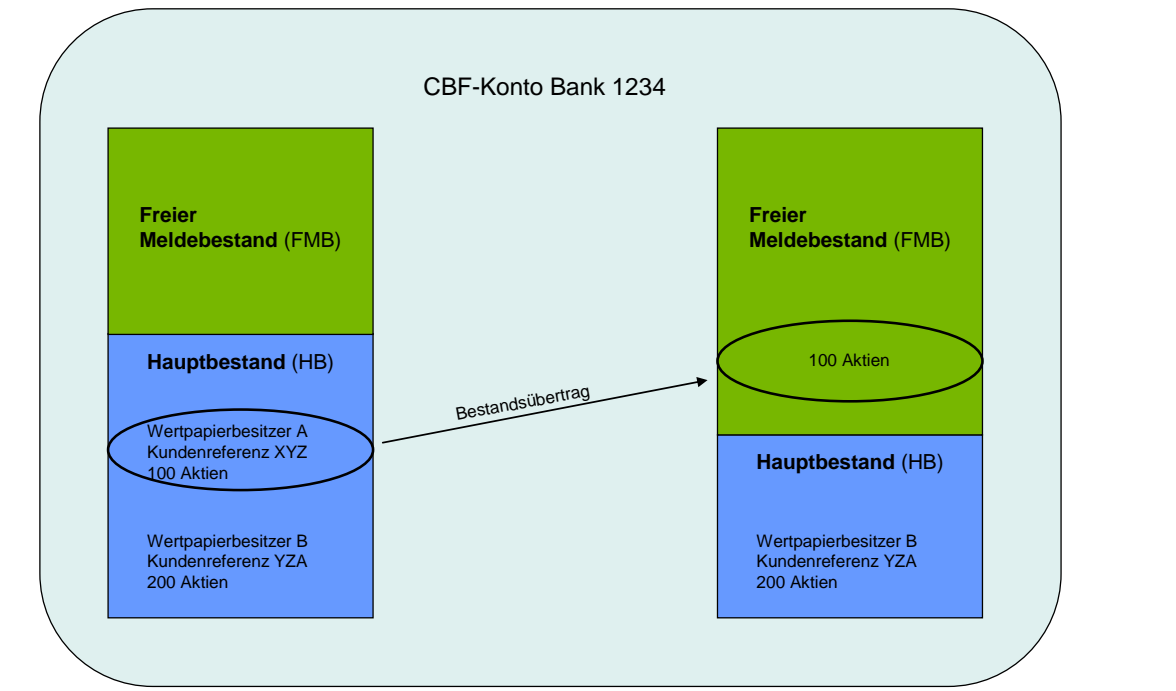 CBF-Konto Bank 1234
Freier
Meldebestand (FMB)
Hauptbestand (HB)
Wertpapierbesitzer A
Kundenreferenz XYZ
100 Aktien
Wertpapierbesitzer B
Kundenreferenz YZA
200 Aktien
Bestandsübertrag
Freier
Meldebestand (FMB)
100 Aktien
Hauptbestand (HB)
Wertpapierbesitzer B
Kundenreferenz YZA
200 Aktien